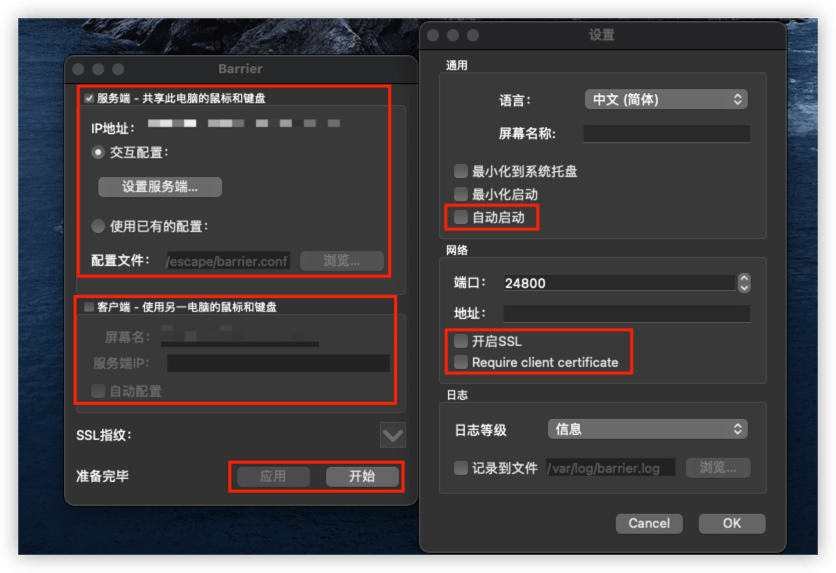 Barrier
服务端 - 共享此电脑的鼠标和键盘
IP地址:
交互配置:
设置服务端...
使用已有的配置:
配置文件: /escape/barrier.conf 浏览...
客户端 - 使用另一电脑的鼠标和键盘
屏幕名:
服务端IP:
自动配置
SSL指纹:
准备完毕 应用 开始
设置
通用
语言: 中文 (简体)
屏幕名称:
最小化到系统托盘
最小化启动
自动启动
网络
端口: 24800
地址:
开启SSL
Require client certificate
日志
日志等级 信息
记录到文件 /var/log/barrier.log 浏览...
Cancel OK